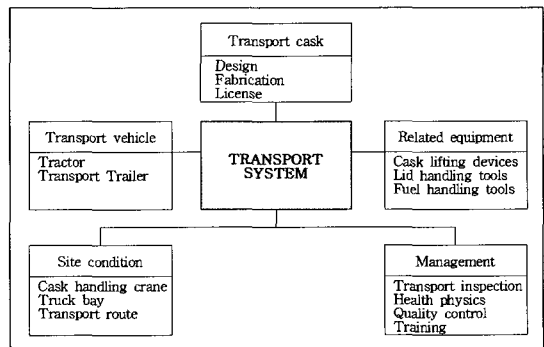 Transport cask
Design
Fabrication
License
Transport vehicle
Tractor
Transport Trailer
TRANSPORT
SYSTEM
Related equipment
Cask lifting devices
Lid handling tools
Fuel handling tools
Site condition
Cask handling crane
Truck bay
Transport route
Management
Transport inspection
Health physics
Quality control
Training